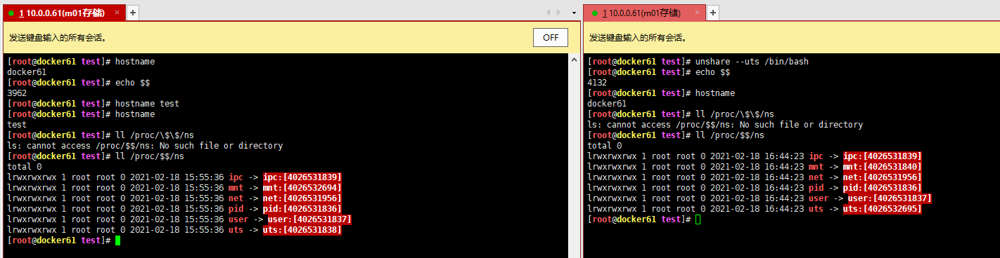 1 10.0.0.61(m01存储) × +
发送键盘输入的所有会话。
OFF
[root@docker61 test]# hostname
docker61
[root@docker61 test]# echo $$
3962
[root@docker61 test]# hostname test
[root@docker61 test]# hostname
test
[root@docker61 test]# ll /proc/\$\$/ns
ls: cannot access /proc/$$/ns: No such file or directory
[root@docker61 test]# ll /proc/$$/ns
total 0
lrwxrwxrwx 1 root root 0 2021-02-18 15:55:36 ipc -> ipc:[4026531839]
lrwxrwxrwx 1 root root 0 2021-02-18 15:55:36 mnt -> mnt:[4026532694]
lrwxrwxrwx 1 root root 0 2021-02-18 15:55:36 net -> net:[4026531956]
lrwxrwxrwx 1 root root 0 2021-02-18 15:55:36 pid -> pid:[4026531836]
lrwxrwxrwx 1 root root 0 2021-02-18 15:55:36 user -> user:[4026531837]
lrwxrwxrwx 1 root root 0 2021-02-18 15:55:36 uts -> uts:[4026531838]
[root@docker61 test]#
1 10.0.0.61(m01存储) × +
发送键盘输入的所有会话。
[root@docker61 test]# unshare --uts /bin/bash
[root@docker61 test]# echo $$
4132
[root@docker61 test]# hostname
docker61
[root@docker61 test]# ll /proc/\$\$/ns
ls: cannot access /proc/$$/ns: No such file or directory
[root@docker61 test]# ll /proc/$$/ns
total 0
lrwxrwxrwx 1 root root 0 2021-02-18 16:44:23 ipc -> ipc:[4026531839]
lrwxrwxrwx 1 root root 0 2021-02-18 16:44:23 mnt -> mnt:[4026531840]
lrwxrwxrwx 1 root root 0 2021-02-18 16:44:23 net -> net:[4026531956]
lrwxrwxrwx 1 root root 0 2021-02-18 16:44:23 pid -> pid:[4026531836]
lrwxrwxrwx 1 root root 0 2021-02-18 16:44:23 user -> user:[4026531837]
lrwxrwxrwx 1 root root 0 2021-02-18 16:44:23 uts -> uts:[4026532695]
[root@docker61 test]#